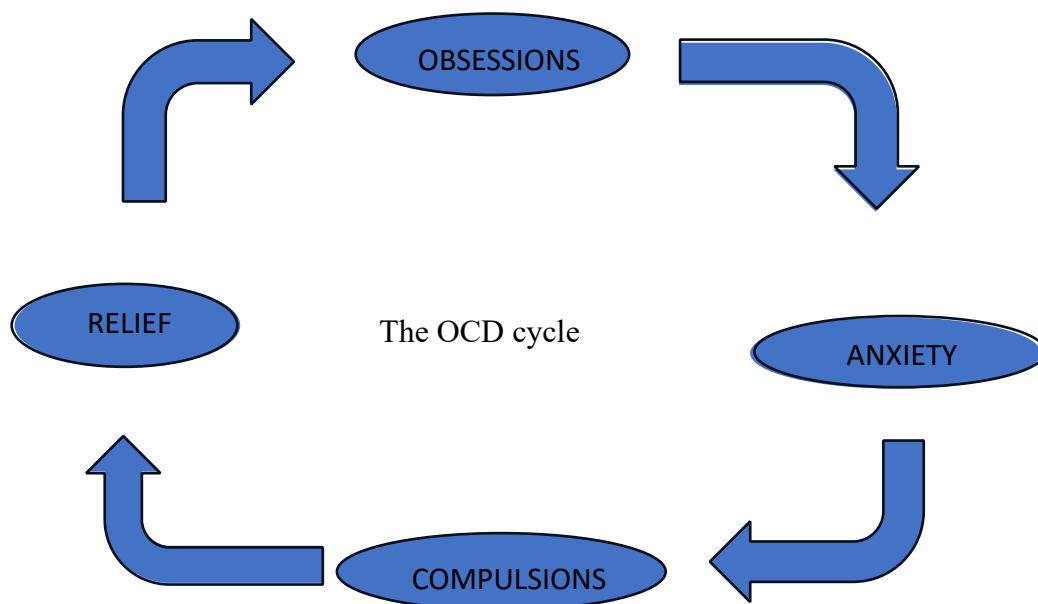 OBSESSIONS
RELIEF
The OCD cycle
ANXIETY
COMPULSIONS